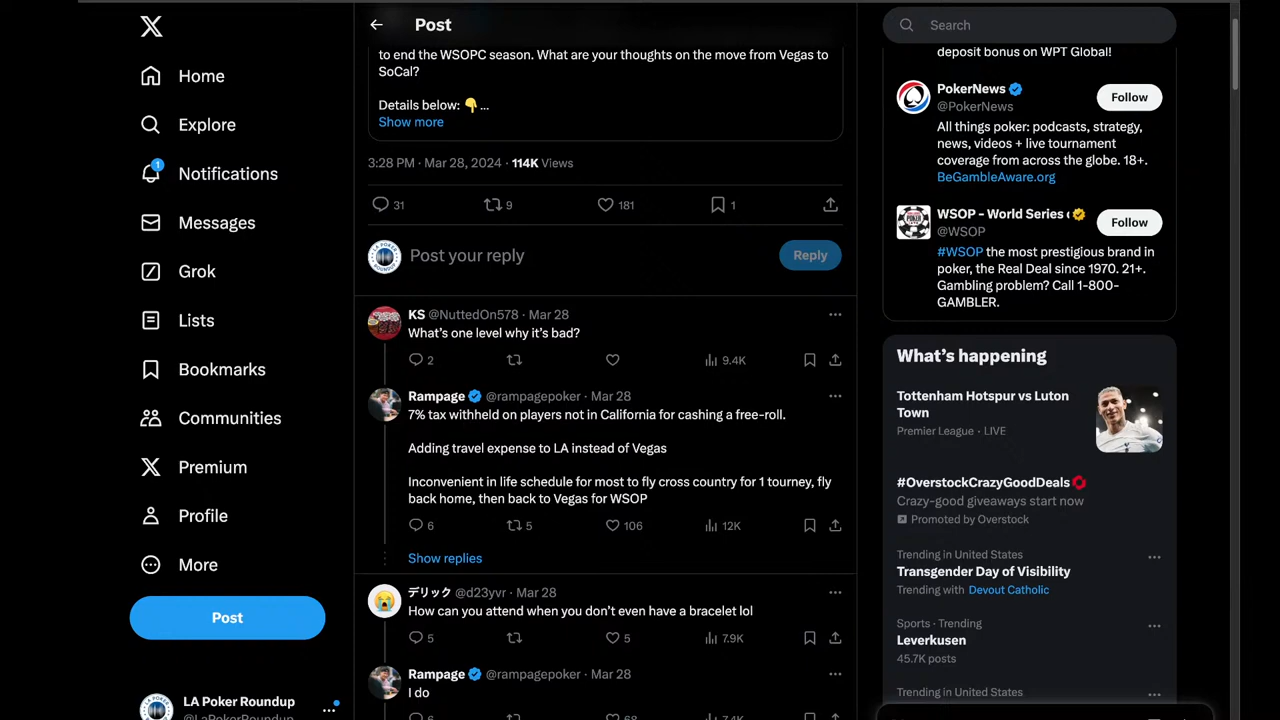 Home
Explore
1
Notifications
Messages
Grok
Lists
Bookmarks
Communities
Premium
Profile
More
Post
LA Poker Roundup
@LaPokerRoundup
Post
to end the WSOPC season. What are your thoughts on the move from Vegas to
SoCal?
Details below: 👇...
Show more
3:28 PM · Mar 28, 2024 · 114K Views
31 9 181 1
LA POKER ROUNDUP
Post your reply
Reply
KS @NuttedOn578 · Mar 28
What's one level why it's bad?
2 9.4K
Rampage @rampagepoker · Mar 28
7% tax withheld on players not in California for cashing a free-roll.
Adding travel expense to LA instead of Vegas
Inconvenient in life schedule for most to fly cross country for 1 tourney, fly
back home, then back to Vegas for WSOP
6 5 106 12K
Show replies
デリック @d23yvr · Mar 28
How can you attend when you don't even have a bracelet lol
5 5 7.9K
Rampage @rampagepoker · Mar 28
I do
6 68 7.4K
Search
deposit bonus on WPT Global!
PokerNews
@PokerNews
Follow
All things poker: podcasts, strategy,
news, videos + live tournament
coverage from across the globe. 18+.
BeGambleAware.org
WSOP - World Series
@WSOP
Follow
#WSOP the most prestigious brand in
poker, the Real Deal since 1970. 21+.
Gambling problem? Call 1-800-
GAMBLER.
What's happening
Tottenham Hotspur vs Luton
Town
Premier League · LIVE
#OverstockCrazyGoodDeals
Crazy-good giveaways start now
Promoted by Overstock
Trending in United States
Transgender Day of Visibility
Trending with Devout Catholic
Sports · Trending
Leverkusen
45.7K posts
Trending in United States